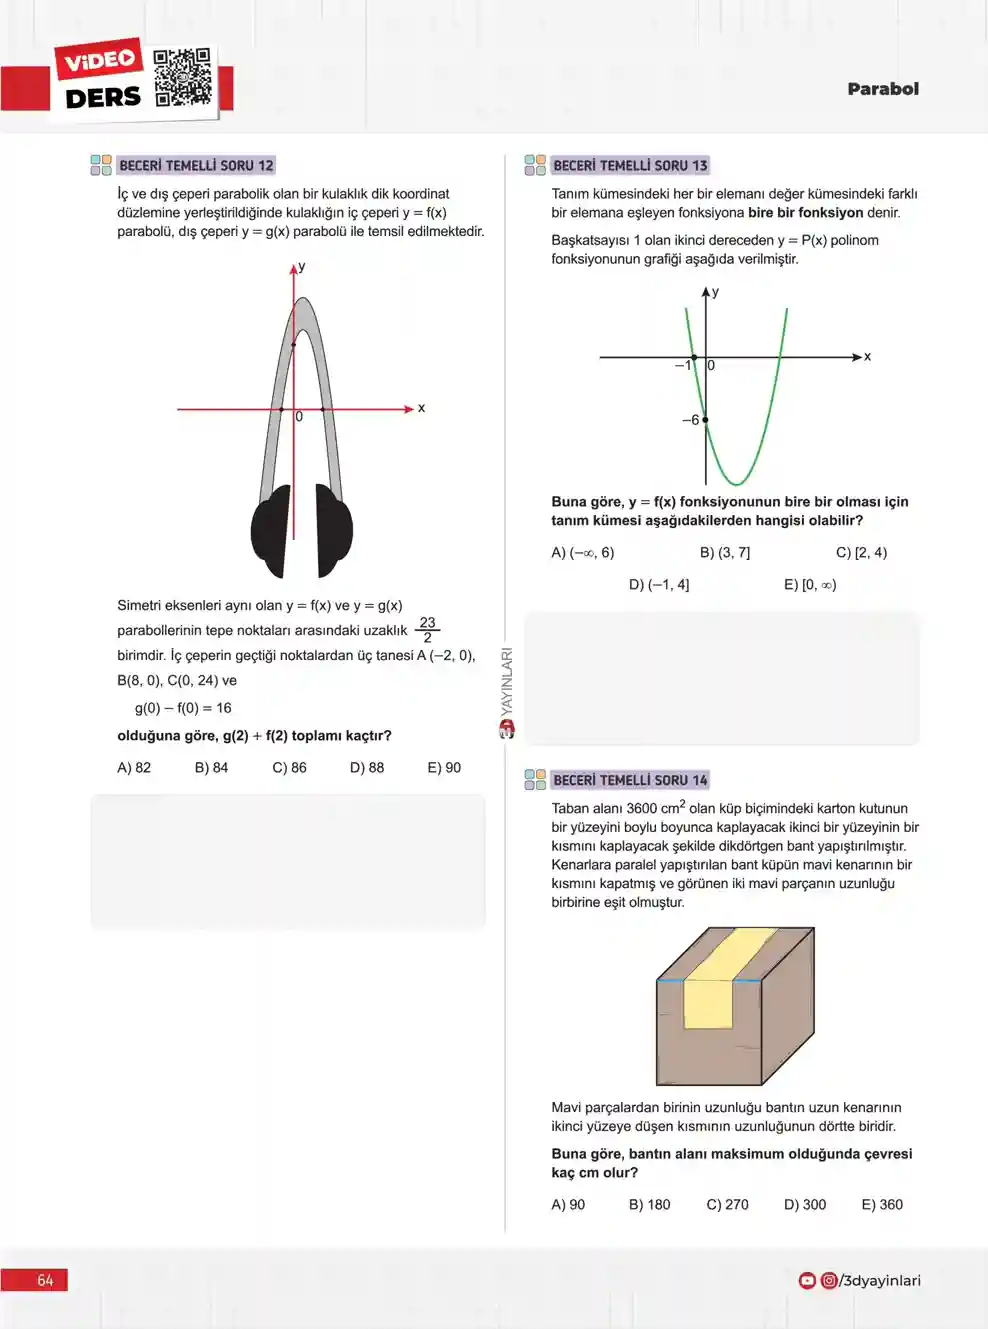 VİDEO
DERS
Parabol
BECERİ TEMELLİ SORU 12
İç ve dış çeperi parabolik olan bir kulaklık dik koordinat
düzlemine yerleştirildiğinde kulaklığın iç çeperi y = f(x)
parabolü, dış çeperi y = g(x) parabolü ile temsil edilmektedir.
y
x
0
Simetri eksenleri aynı olan y = f(x) ve y = g(x)
parabollerinin tepe noktaları arasındaki uzaklık 23/2
birimdir. İç çeperin geçtiği noktalardan üç tanesi A (−2, 0),
B(8, 0), C(0, 24) ve
g(0) − f(0) = 16
olduğuna göre, g(2) + f(2) toplamı kaçtır?
A) 82 B) 84 C) 86 D) 88 E) 90
YAYINLARI
BECERİ TEMELLİ SORU 13
Tanım kümesindeki her bir elemanı değer kümesindeki farklı
bir elemana eşleyen fonksiyona bire bir fonksiyon denir.
Başkatsayısı 1 olan ikinci dereceden y = P(x) polinom
fonksiyonunun grafiği aşağıda verilmiştir.
y
x
−1 0
−6
Buna göre, y = f(x) fonksiyonunun bire bir olması için
tanım kümesi aşağıdakilerden hangisi olabilir?
A) (−∞, 6) B) (3, 7] C) [2, 4)
D) (−1, 4] E) [0, ∞)
BECERİ TEMELLİ SORU 14
Taban alanı 3600 cm² olan küp biçimindeki karton kutunun
bir yüzeyini boylu boyunca kaplayacak ikinci bir yüzeyinin bir
kısmını kaplayacak şekilde dikdörtgen bant yapıştırılmıştır.
Kenarlara paralel yapıştırılan bant küpün mavi kenarının bir
kısmını kapatmış ve görünen iki mavi parçanın uzunluğu
birbirine eşit olmuştur.
Mavi parçalardan birinin uzunluğu bantın uzun kenarının
ikinci yüzeye düşen kısmının uzunluğunun dörtte biridir.
Buna göre, bantın alanı maksimum olduğunda çevresi
kaç cm olur?
A) 90 B) 180 C) 270 D) 300 E) 360
64
/3dyayinlari